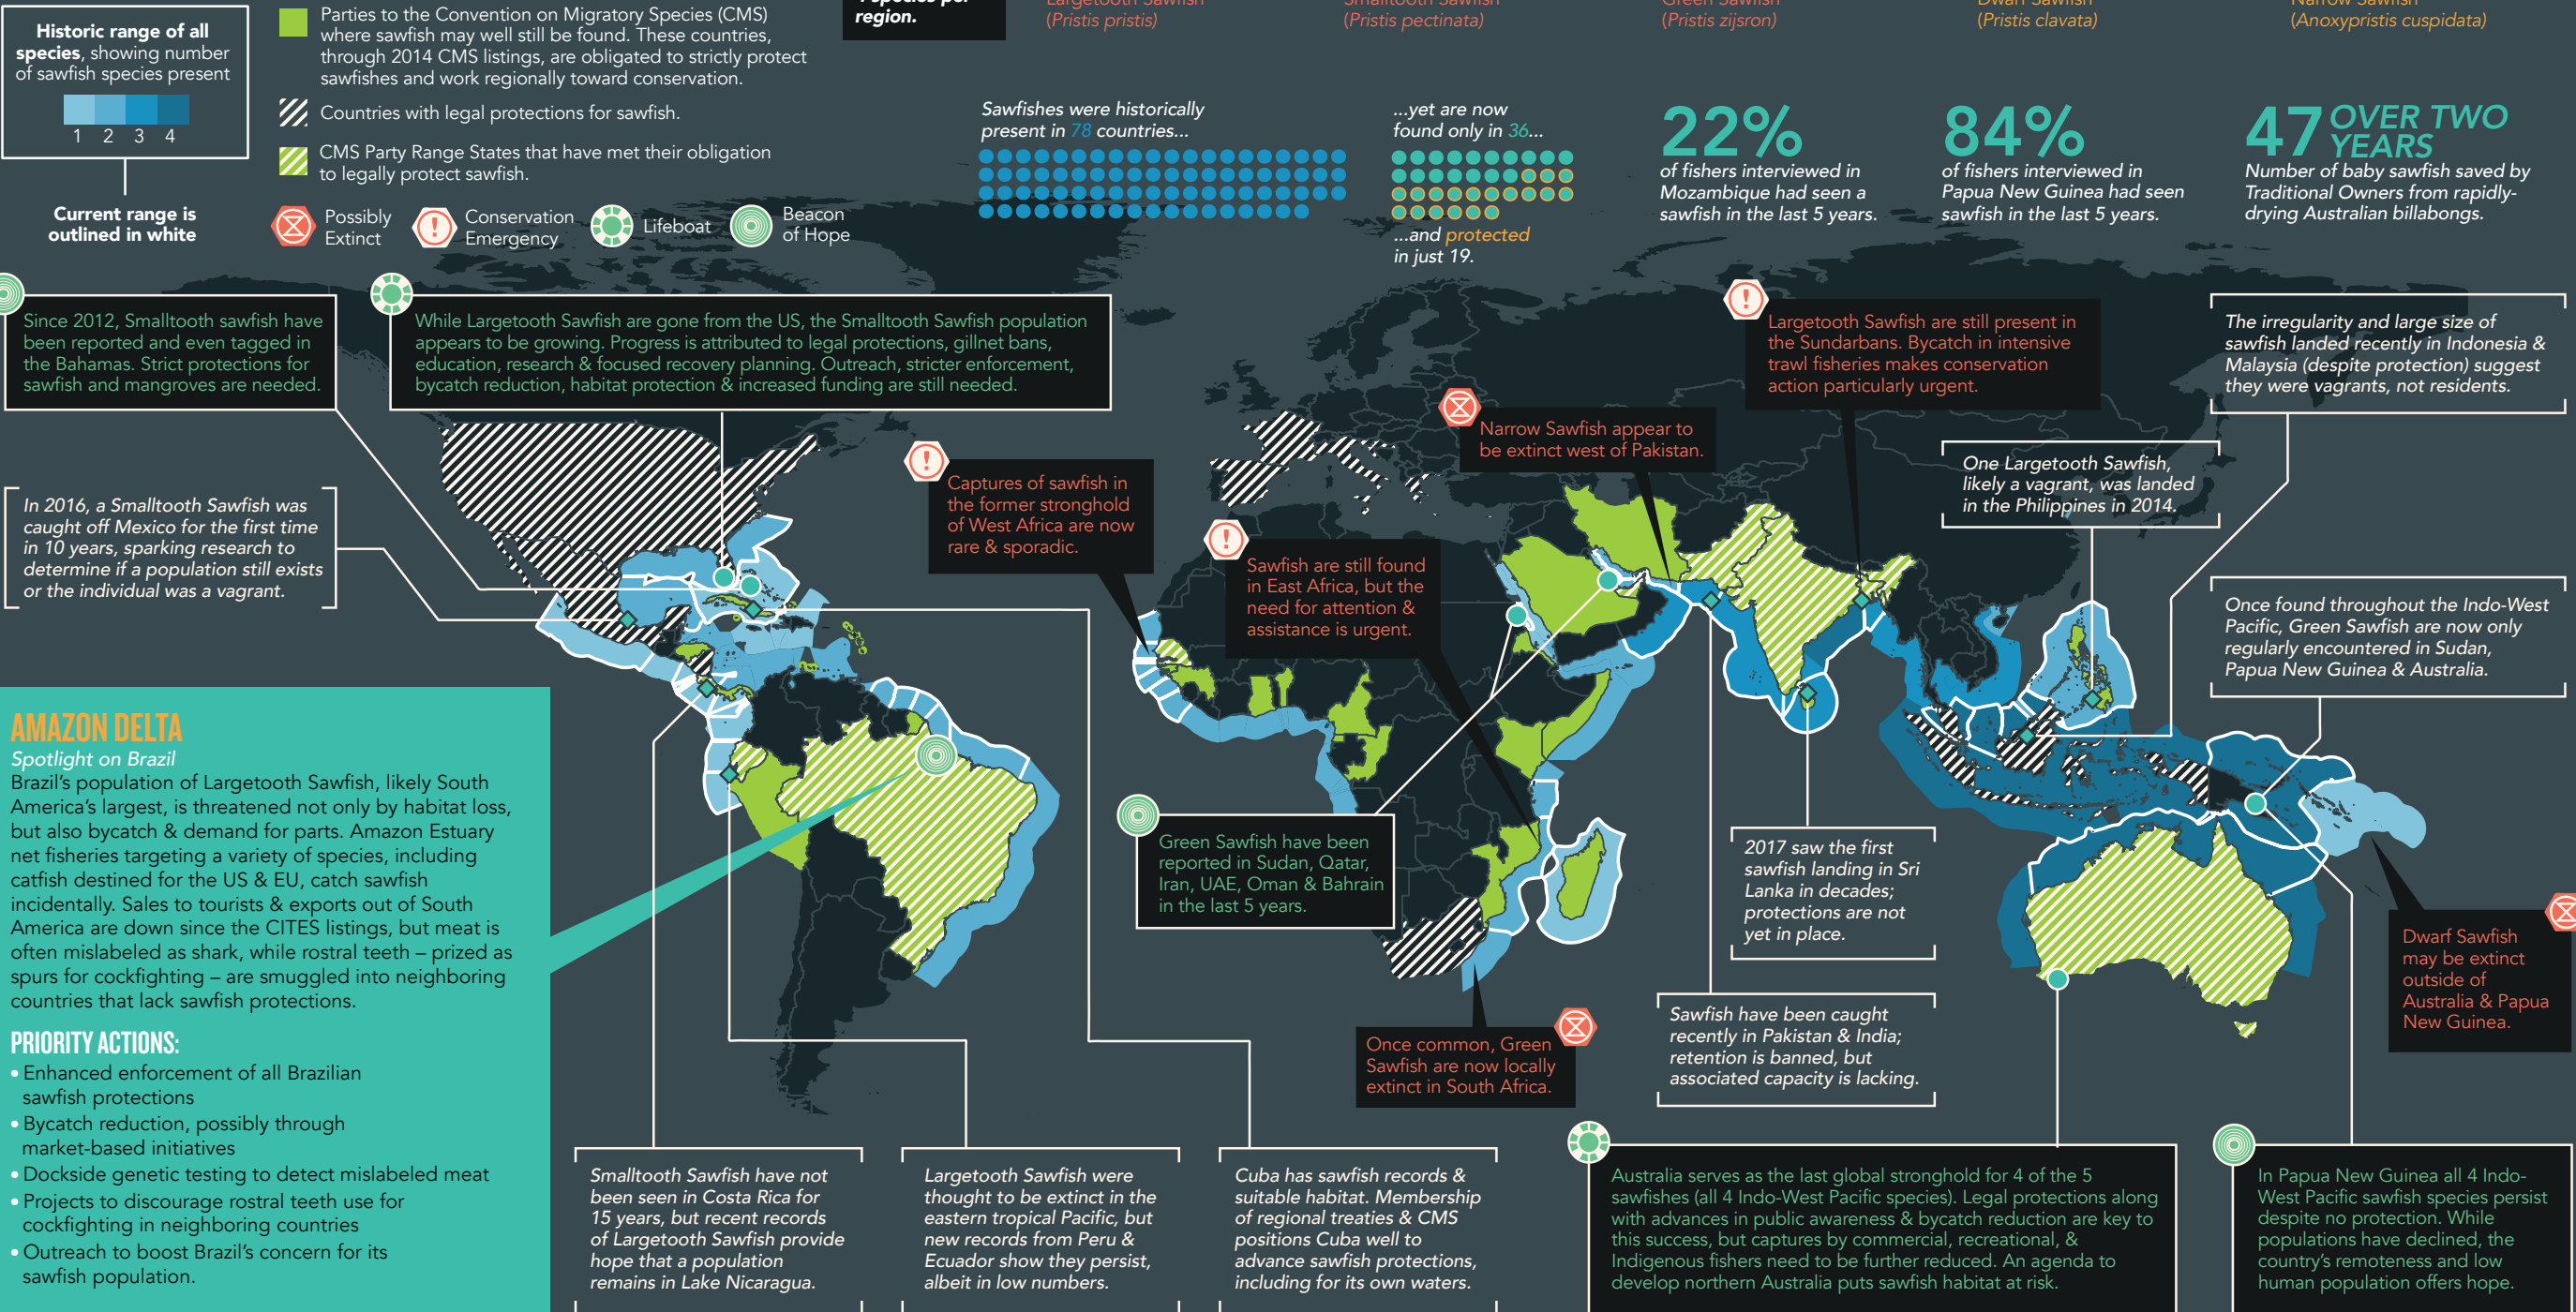 Historic range of all
species, showing number
of sawfish species present
1 2 3 4
Current range is
outlined in white
Parties to the Convention on Migratory Species (CMS)
where sawfish may well still be found. These countries,
through 2014 CMS listings, are obligated to strictly protect
sawfishes and work regionally toward conservation.
Countries with legal protections for sawfish.
CMS Party Range States that have met their obligation
to legally protect sawfish.
Possibly
Extinct
Conservation
Emergency
Lifeboat
Beacon
of Hope
region.
Largetooth Sawfish
(Pristis pristis)
Smalltooth Sawfish
(Pristis pectinata)
Green Sawfish
(Pristis zijsron)
Dwarf Sawfish
(Pristis clavata)
Narrow Sawfish
(Anoxypristis cuspidata)
Sawfishes were historically
present in 78 countries...
...yet are now
found only in 36...
...and protected
in just 19.
22%
of fishers interviewed in
Mozambique had seen a
sawfish in the last 5 years.
84%
of fishers interviewed in
Papua New Guinea had seen
sawfish in the last 5 years.
47 OVER TWO
YEARS
Number of baby sawfish saved by
Traditional Owners from rapidly-
drying Australian billabongs.
Since 2012, Smalltooth sawfish have
been reported and even tagged in
the Bahamas. Strict protections for
sawfish and mangroves are needed.
While Largetooth Sawfish are gone from the US, the Smalltooth Sawfish population
appears to be growing. Progress is attributed to legal protections, gillnet bans,
education, research & focused recovery planning. Outreach, stricter enforcement,
bycatch reduction, habitat protection & increased funding are still needed.
Largetooth Sawfish are still present in
the Sundarbans. Bycatch in intensive
trawl fisheries makes conservation
action particularly urgent.
The irregularity and large size of
sawfish landed recently in Indonesia &
Malaysia (despite protection) suggest
they were vagrants, not residents.
Narrow Sawfish appear to
be extinct west of Pakistan.
One Largetooth Sawfish,
likely a vagrant, was landed
in the Philippines in 2014.
In 2016, a Smalltooth Sawfish was
caught off Mexico for the first time
in 10 years, sparking research to
determine if a population still exists
or the individual was a vagrant.
Captures of sawfish in
the former stronghold
of West Africa are now
rare & sporadic.
Sawfish are still found
in East Africa, but the
need for attention &
assistance is urgent.
Once found throughout the Indo-West
Pacific, Green Sawfish are now only
regularly encountered in Sudan,
Papua New Guinea & Australia.
AMAZON DELTA
Spotlight on Brazil
Brazil's population of Largetooth Sawfish, likely South
America's largest, is threatened not only by habitat loss,
but also bycatch & demand for parts. Amazon Estuary
net fisheries targeting a variety of species, including
catfish destined for the US & EU, catch sawfish
incidentally. Sales to tourists & exports out of South
America are down since the CITES listings, but meat is
often mislabeled as shark, while rostral teeth – prized as
spurs for cockfighting – are smuggled into neighboring
countries that lack sawfish protections.
PRIORITY ACTIONS:
• Enhanced enforcement of all Brazilian
sawfish protections
• Bycatch reduction, possibly through
market-based initiatives
• Dockside genetic testing to detect mislabeled meat
• Projects to discourage rostral teeth use for
cockfighting in neighboring countries
• Outreach to boost Brazil's concern for its
sawfish population.
Green Sawfish have been
reported in Sudan, Qatar,
Iran, UAE, Oman & Bahrain
in the last 5 years.
2017 saw the first
sawfish landing in Sri
Lanka in decades;
protections are not
yet in place.
Dwarf Sawfish
may be extinct
outside of
Australia & Papua
New Guinea.
Once common, Green
Sawfish are now locally
extinct in South Africa.
Sawfish have been caught
recently in Pakistan & India;
retention is banned, but
associated capacity is lacking.
Smalltooth Sawfish have not
been seen in Costa Rica for
15 years, but recent records
of Largetooth Sawfish provide
hope that a population
remains in Lake Nicaragua.
Largetooth Sawfish were
thought to be extinct in the
eastern tropical Pacific, but
new records from Peru &
Ecuador show they persist,
albeit in low numbers.
Cuba has sawfish records &
suitable habitat. Membership
of regional treaties & CMS
positions Cuba well to
advance sawfish protections,
including for its own waters.
Australia serves as the last global stronghold for 4 of the 5
sawfishes (all 4 Indo-West Pacific species). Legal protections along
with advances in public awareness & bycatch reduction are key to
this success, but captures by commercial, recreational, &
Indigenous fishers need to be further reduced. An agenda to
develop northern Australia puts sawfish habitat at risk.
In Papua New Guinea all 4 Indo-
West Pacific sawfish species persist
despite no protection. While
populations have declined, the
country's remoteness and low
human population offers hope.